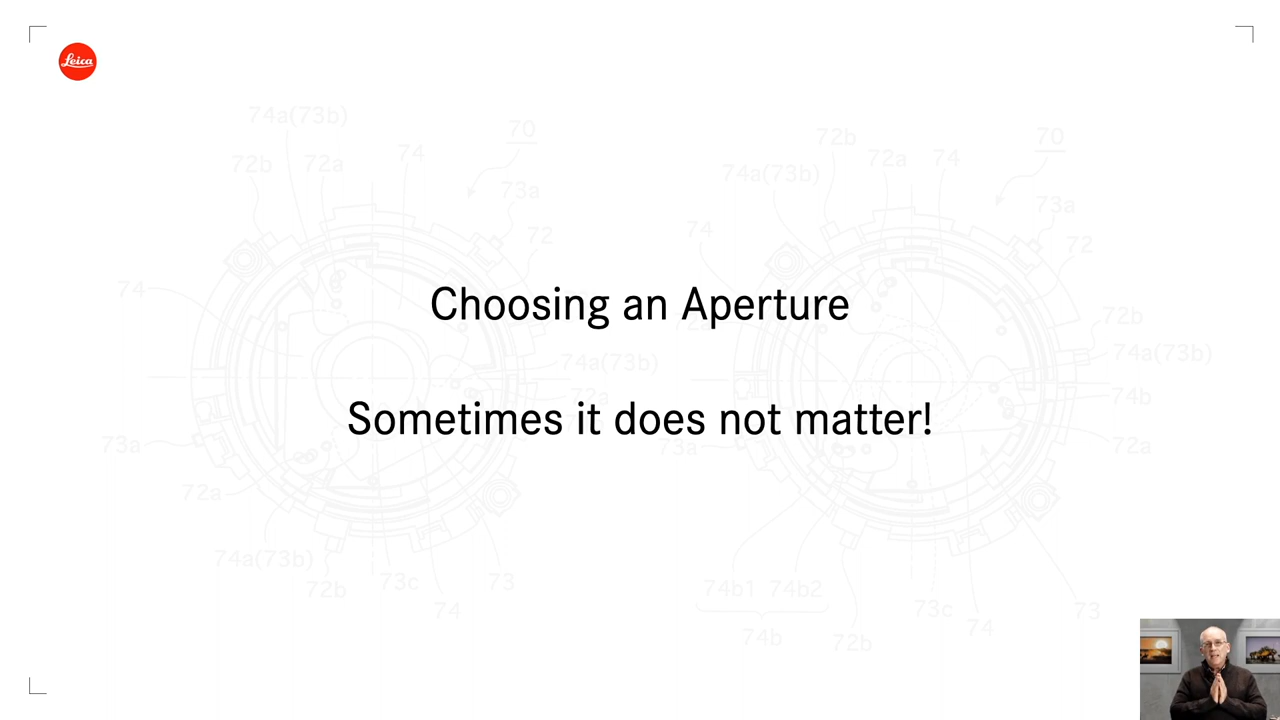 Leica
74a(73b)
70
72b
72a
74
73a
72
74
74a(73b)
72a
73a
72a
74a(73b)
72b
73c
74
73
72b
72a
74
70
74a(73b)
73a
74
72
72b
74a(73b)
74b
72a
73a
74b1 74b2
74b
72b
73c
74
73
Choosing an Aperture
Sometimes it does not matter!